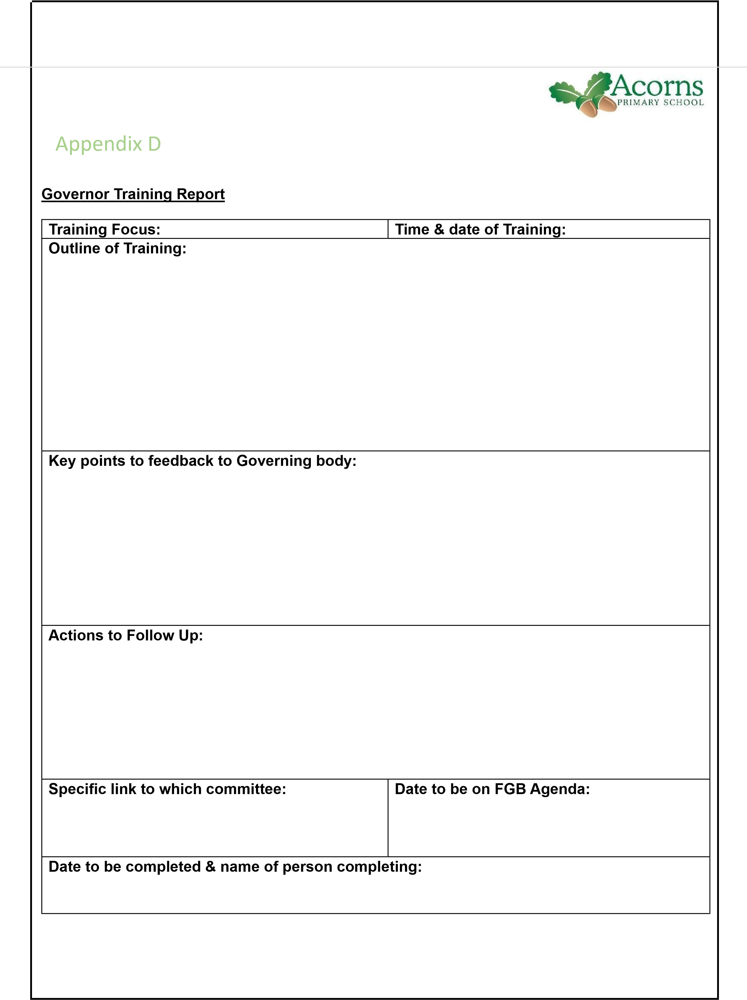 Acorns
PRIMARY SCHOOL
Appendix D
Governor Training Report
Training Focus:
Time & date of Training:
Outline of Training:
Key points to feedback to Governing body:
Actions to Follow Up:
Specific link to which committee:
Date to be on FGB Agenda:
Date to be completed & name of person completing: